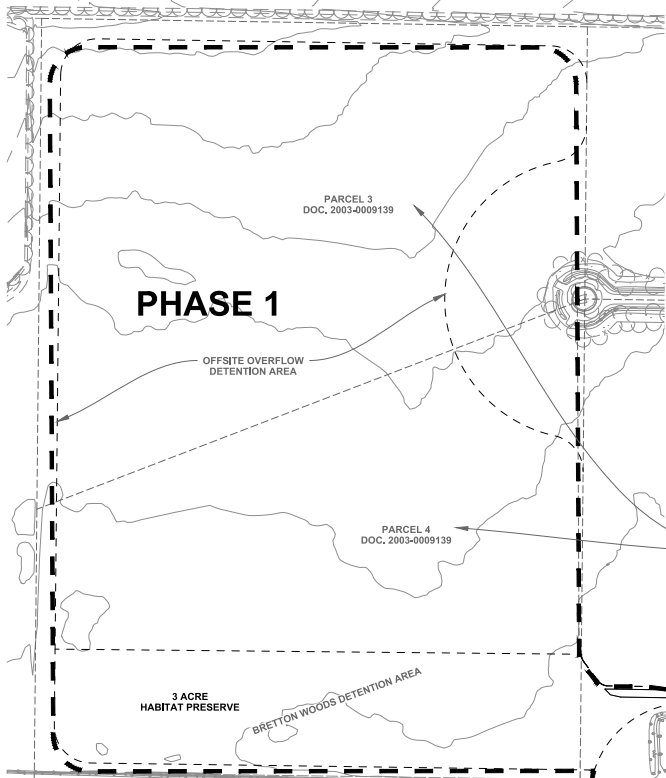 PARCEL 3
DOC. 2003-0009139
PHASE 1
OFFSITE OVERFLOW
DETENTION AREA
PARCEL 4
DOC. 2003-0009139
3 ACRE
HABITAT PRESERVE
BRETTON WOODS DETENTION AREA